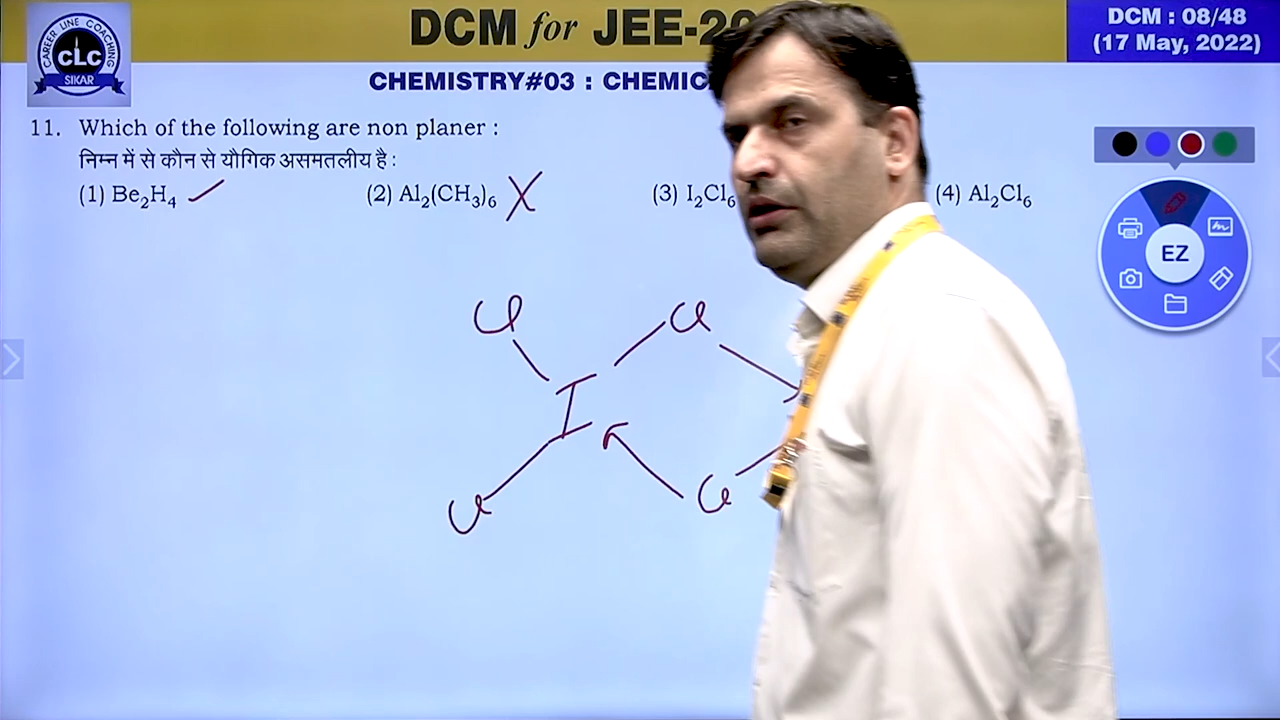 DCM for JEE-20
DCM : 08/48
(17 May, 2022)
CAREER LINE COACHING
CLC
SIKAR
CHEMISTRY#03 : CHEMIC
11. Which of the following are non planer :
निम्न में से कौन से यौगिक असमतलीय है :
(1) Be₂H₄ ✓ (2) Al₂(CH₃)₆ X (3) I₂Cl₆ (4) Al₂Cl₆
EZ
Cl Cl
I
Cl Cl